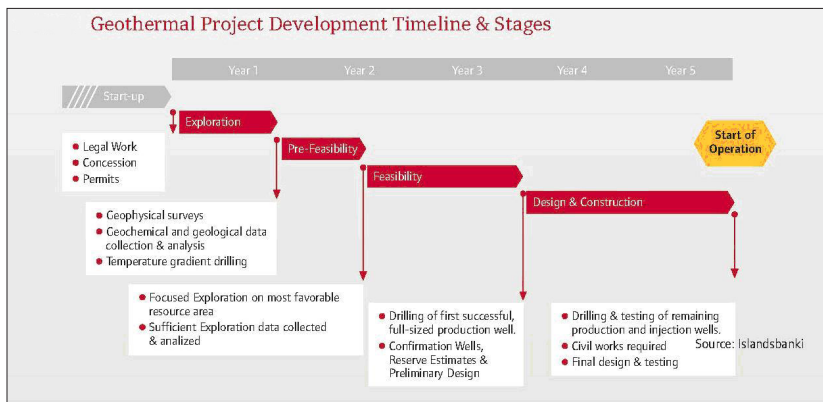 Geothermal Project Development Timeline & Stages
Year 1
Year 2
Year 3
Year 4
Year 5
Start-up
Exploration
Pre-Feasibility
Feasibility
Design & Construction
Start of
Operation
Legal Work
Concession
Permits
Geophysical surveys
Geochemical and geological data
collection & analysis
Temperature gradient drilling
Focused Exploration on most favorable
resource area
Sufficient Exploration data collected
& analized
Drilling of first successful,
full-sized production well.
Confirmation Wells,
Reserve Estimates &
Preliminary Design
Drilling & testing of remaining
production and injection wells.
Civil works required
Final design & testing
Source: Islandsbanki